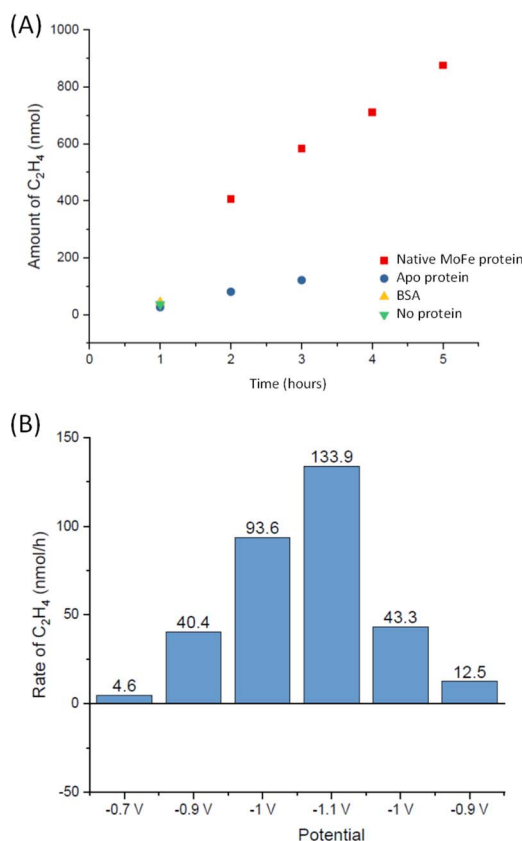 (A)
1000
800
600
400
200
0
Amount of C₂H₄ (nmol)
Native MoFe protein
Apo protein
BSA
No protein
0 1 2 3 4 5
Time (hours)
(B)
150
100
50
0
-50
Rate of C₂H₄ (nmol/h)
4.6 40.4 93.6 133.9 43.3 12.5
-0.7 V -0.9 V -1 V -1.1 V -1 V -0.9 V
Potential